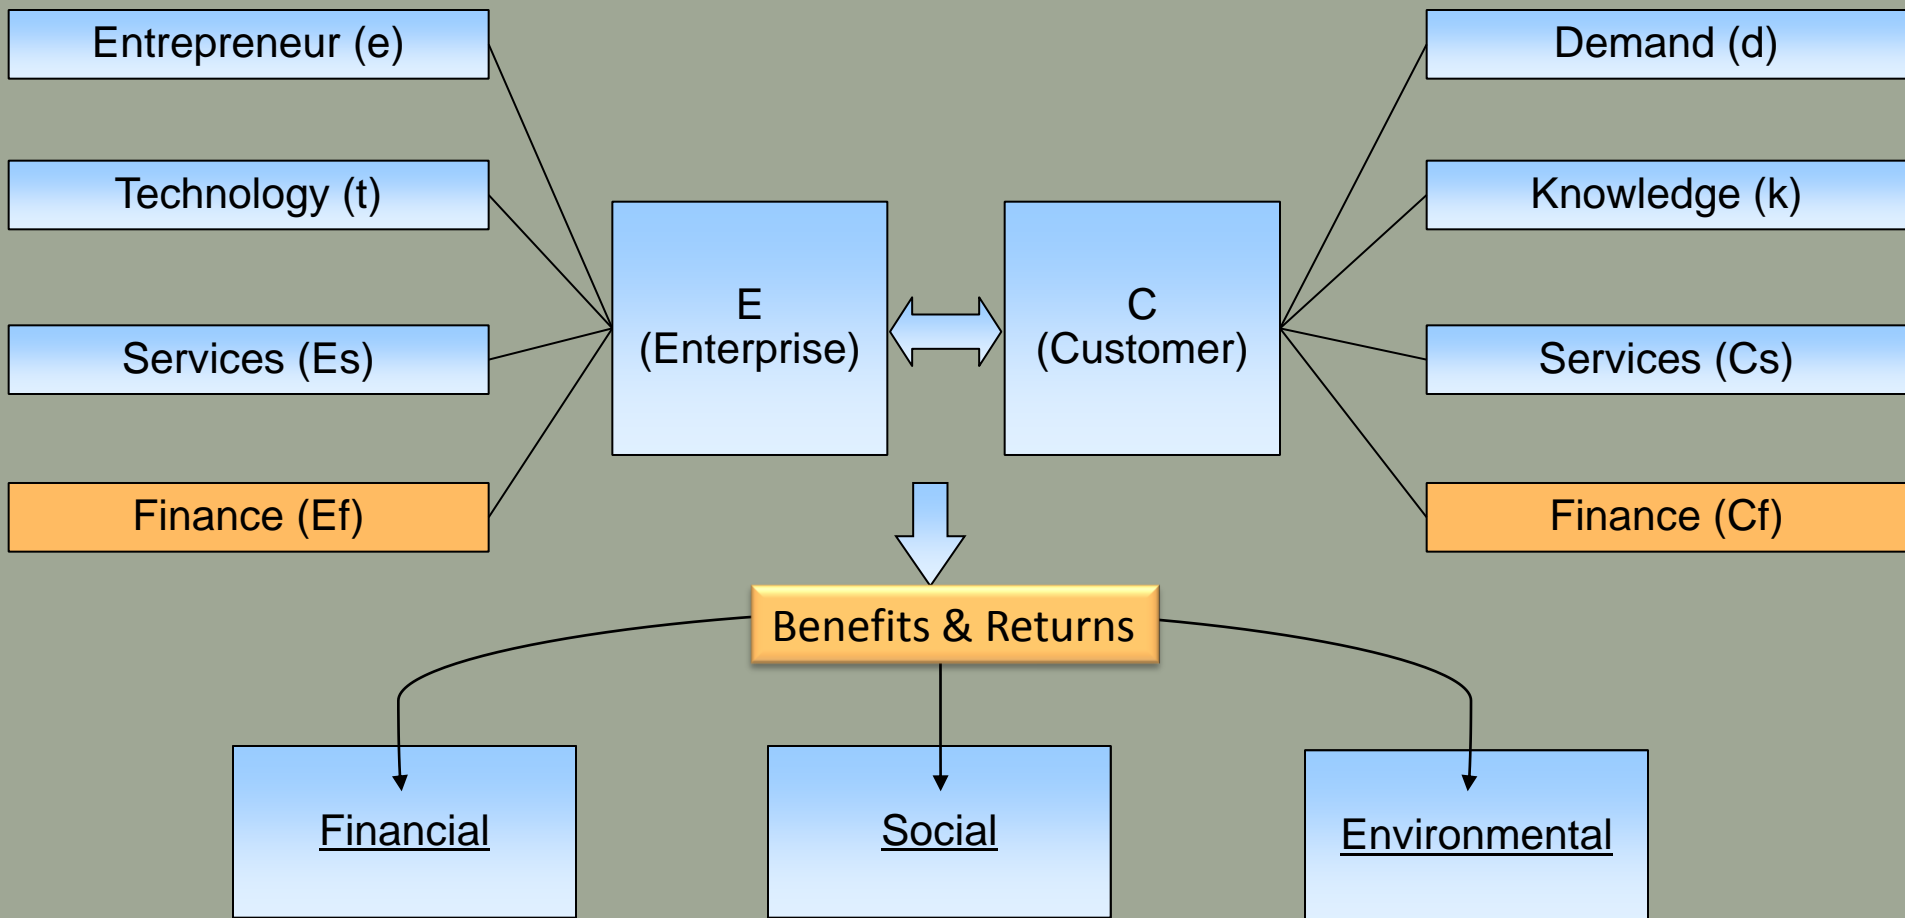 Entrepreneur (e)
Demand (d)
Technology (t)
Knowledge (k)
E
(Enterprise)
C
(Customer)
Services (Es)
Services (Cs)
Finance (Ef)
Finance (Cf)
Benefits & Returns
Financial
Social
Environmental